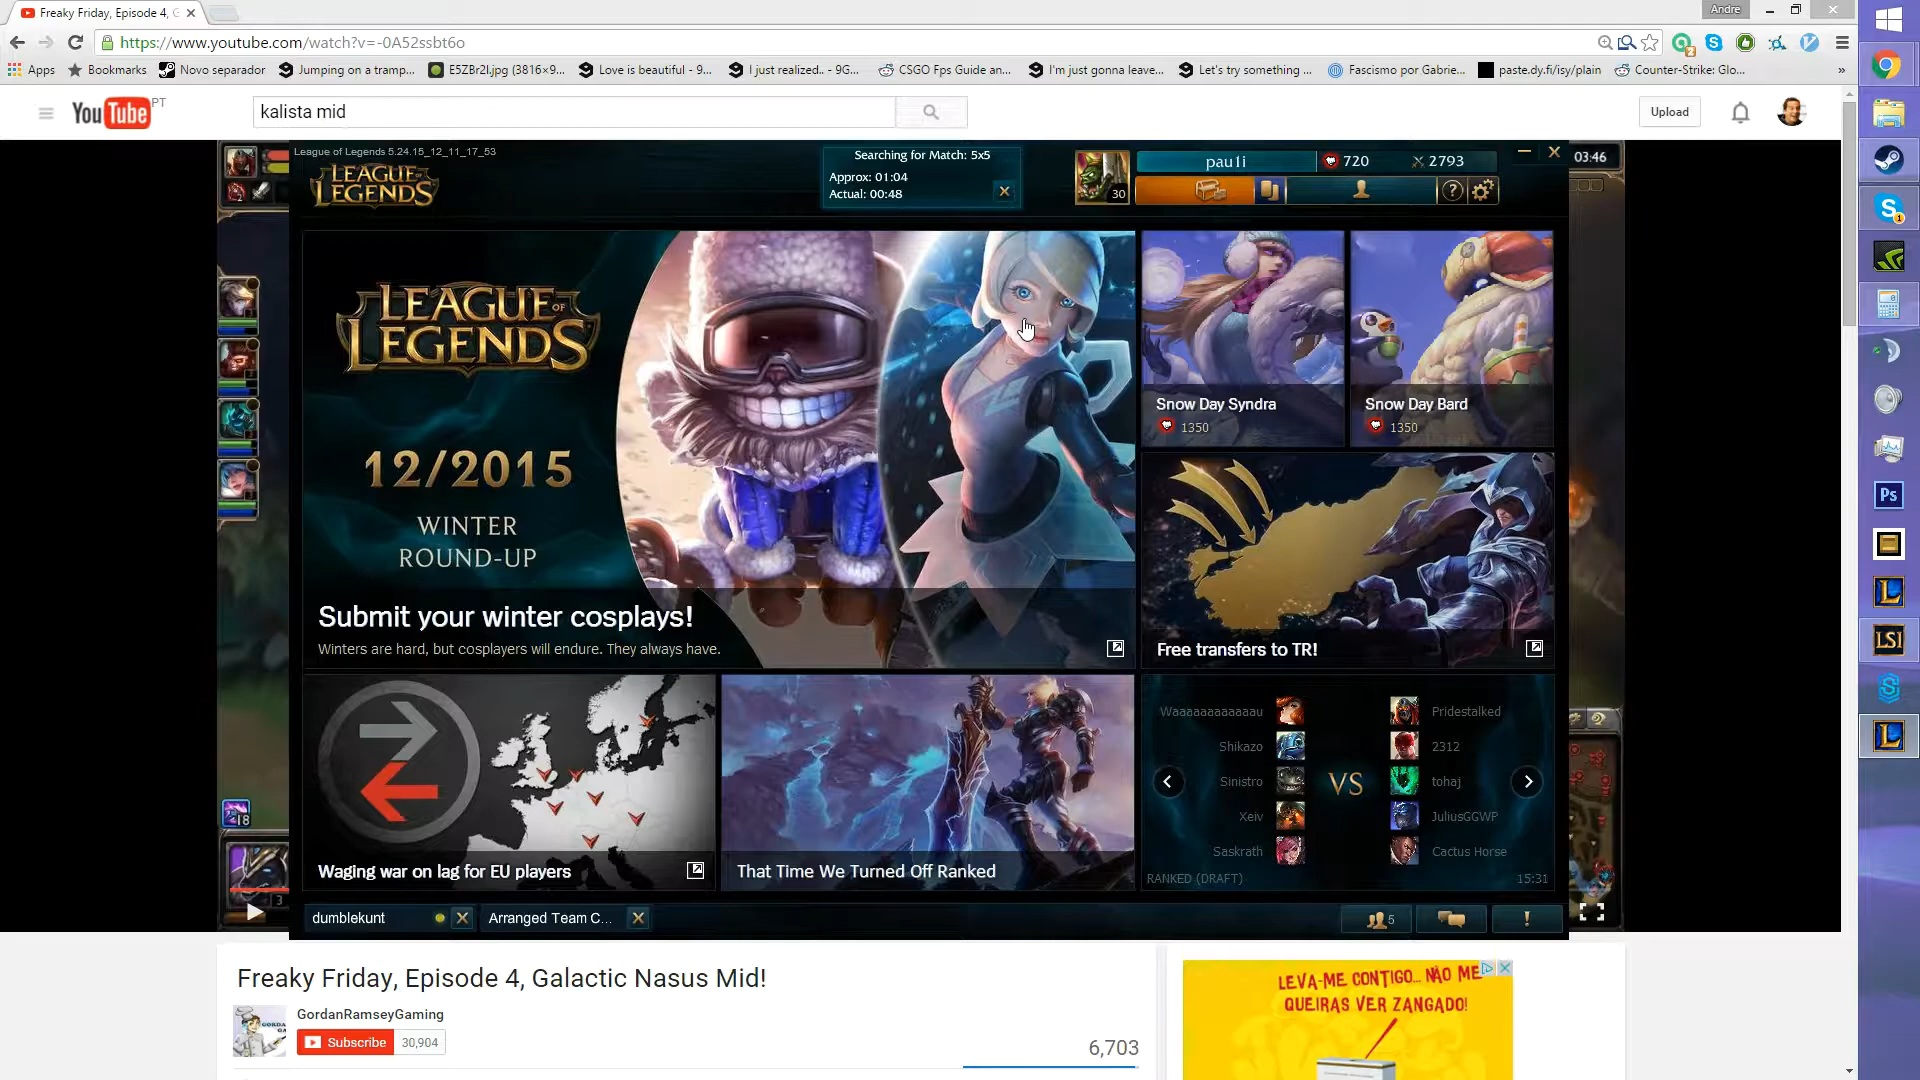 Freaky Friday, Episode 4, G
Andre
https://www.youtube.com/watch?v=-0A52ssbt6o
Apps
Bookmarks
Novo separador
Jumping on a tramp...
E5ZBr2l.jpg (3816×9...
Love is beautiful - 9...
I just realized.. - 9G...
CSGO Fps Guide an...
I'm just gonna leave...
Let's try something ...
Fascismo por Gabrie...
paste.dy.fi/isy/plain
Counter-Strike: Glo...
»
YouTube PT
kalista mid
Upload
League of Legends 5.24.15_12_11_17_53
LEAGUE OF LEGENDS
Searching for Match: 5x5
Approx: 01:04
Actual: 00:48
30
pau1i
720
2793
03:46
LEAGUE OF
LEGENDS
12/2015
WINTER
ROUND-UP
Submit your winter cosplays!
Winters are hard, but cosplayers will endure. They always have.
Snow Day Syndra
1350
Snow Day Bard
1350
Free transfers to TR!
Waging war on lag for EU players
That Time We Turned Off Ranked
Waaaaaaaaaaaau
Pridestalked
Shikazo
2312
Sinistro
VS
tohaj
Xeiv
JuliusGGWP
Saskrath
Cactus Horse
RANKED (DRAFT)
15:31
18
3
dumblekunt
Arranged Team C...
5
Freaky Friday, Episode 4, Galactic Nasus Mid!
GordanRamseyGaming
Subscribe
30,904
6,703
LEVA-ME CONTIGO... NÃO ME
QUEIRAS VER ZANGADO!
Ps
LSI